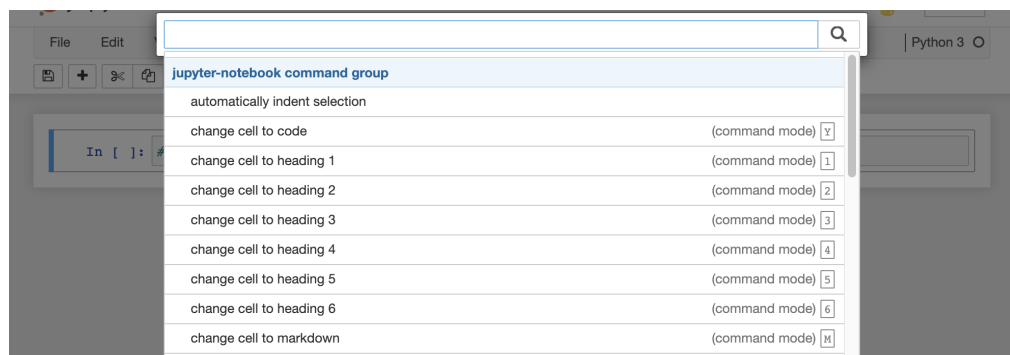 File Edit
Python 3
jupyter-notebook command group
automatically indent selection
change cell to code (command mode) Y
In [ ]: #
change cell to heading 1 (command mode) 1
change cell to heading 2 (command mode) 2
change cell to heading 3 (command mode) 3
change cell to heading 4 (command mode) 4
change cell to heading 5 (command mode) 5
change cell to heading 6 (command mode) 6
change cell to markdown (command mode) M